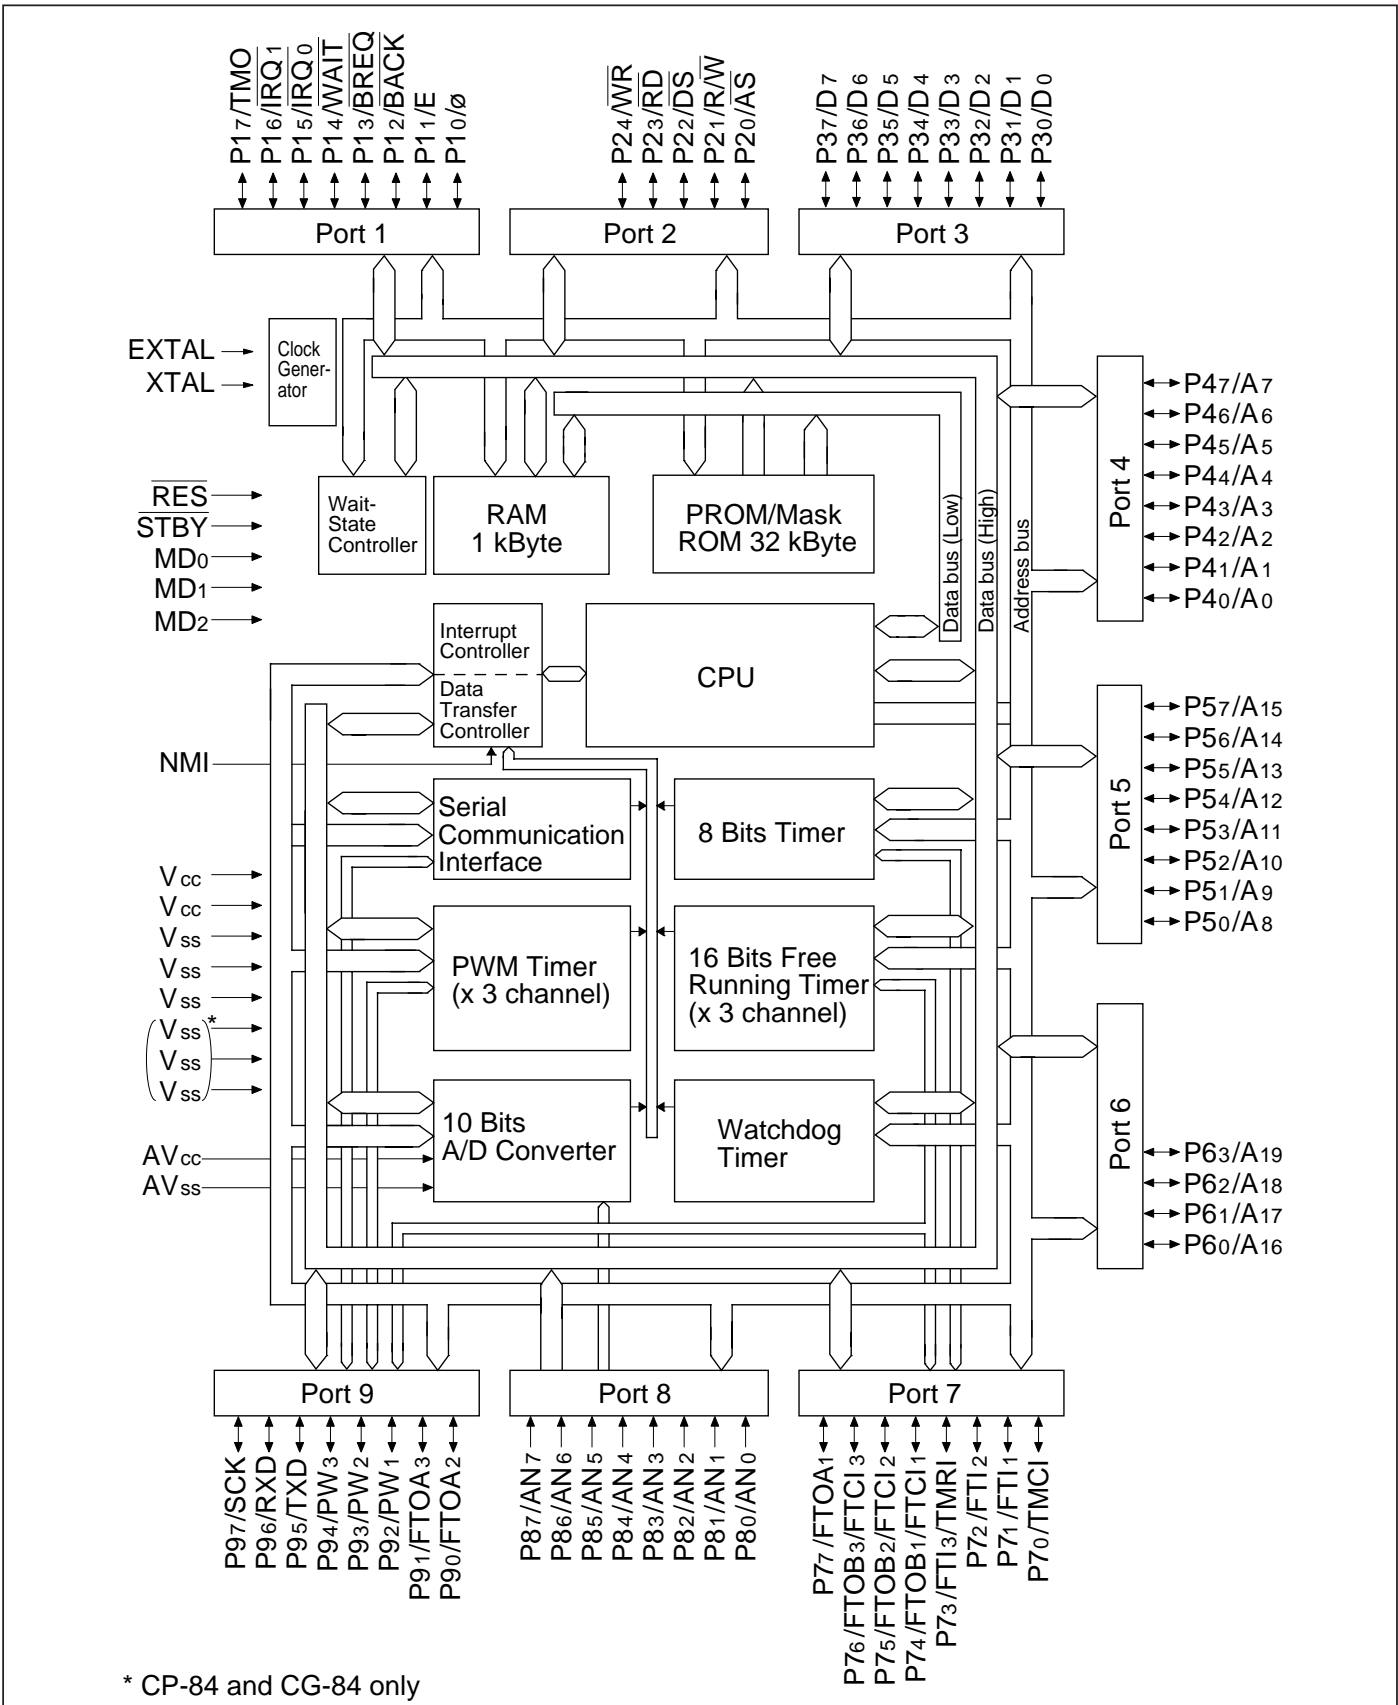 P17/TMO
P16/IRQ1
P15/IRQ0
P14/WAIT
P13/BREQ
P12/BACK
P11/E
P10/ø
P24/WR
P23/RD
P22/DS
P21/R/W
P20/AS
P37/D7
P36/D6
P35/D5
P34/D4
P33/D3
P32/D2
P31/D1
P30/D0
Port 1
Port 2
Port 3
EXTAL
XTAL
Clock
Gener-
ator
RES
STBY
MD0
MD1
MD2
Wait-
State
Controller
RAM
1 kByte
PROM/Mask
ROM 32 kByte
Data bus (Low)
Data bus (High)
Address bus
Port 4
P47/A7
P46/A6
P45/A5
P44/A4
P43/A3
P42/A2
P41/A1
P40/A0
Interrupt
Controller
Data
Transfer
Controller
CPU
NMI
Port 5
P57/A15
P56/A14
P55/A13
P54/A12
P53/A11
P52/A10
P51/A9
P50/A8
Serial
Communication
Interface
8 Bits Timer
Vcc
Vcc
Vss
Vss
Vss
Vss*
Vss
Vss
PWM Timer
(x 3 channel)
16 Bits Free
Running Timer
(x 3 channel)
AVcc
AVss
10 Bits
A/D Converter
Watchdog
Timer
Port 6
P63/A19
P62/A18
P61/A17
P60/A16
Port 9
Port 8
Port 7
P97/SCK
P96/RXD
P95/TXD
P94/PW3
P93/PW2
P92/PW1
P91/FTOA3
P90/FTOA2
P87/AN7
P86/AN6
P85/AN5
P84/AN4
P83/AN3
P82/AN2
P81/AN1
P80/AN0
P77/FTOA1
P76/FTOB3/FTCI3
P75/FTOB2/FTCI2
P74/FTOB1/FTCI1
P73/FTI3/TMRI
P72/FTI2
P71/FTI1
P70/TMCI
* CP-84 and CG-84 only